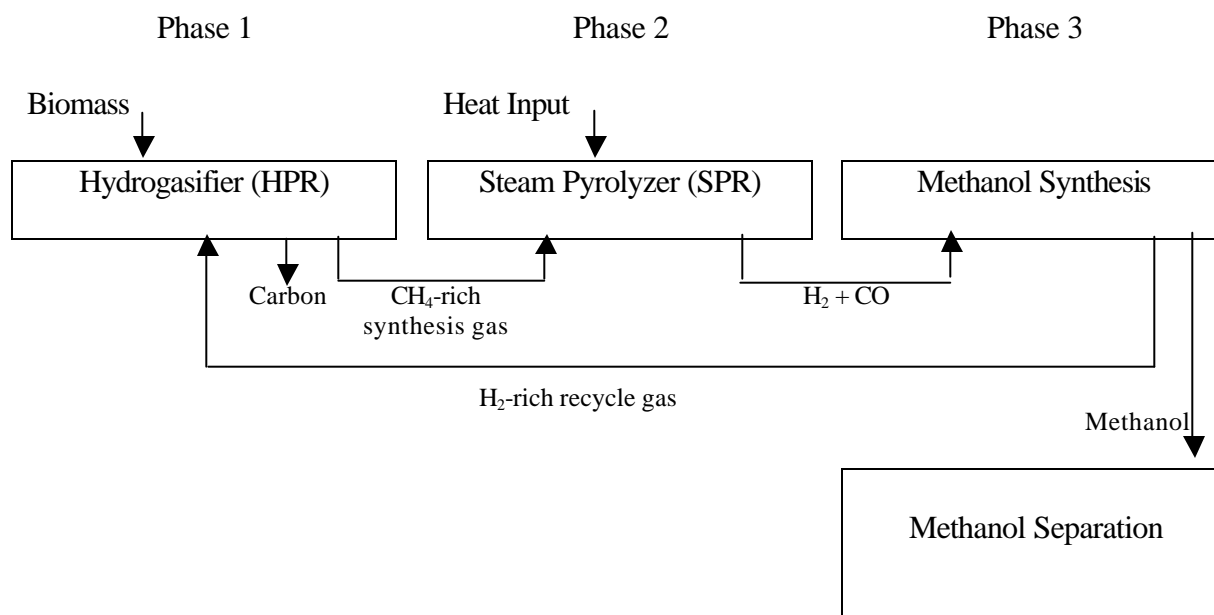 Phase 1
Phase 2
Phase 3
Biomass
Heat Input
Hydrogasifier (HPR)
Steam Pyrolyzer (SPR)
Methanol Synthesis
Carbon
CH₄-rich
synthesis gas
H₂ + CO
H₂-rich recycle gas
Methanol
Methanol Separation